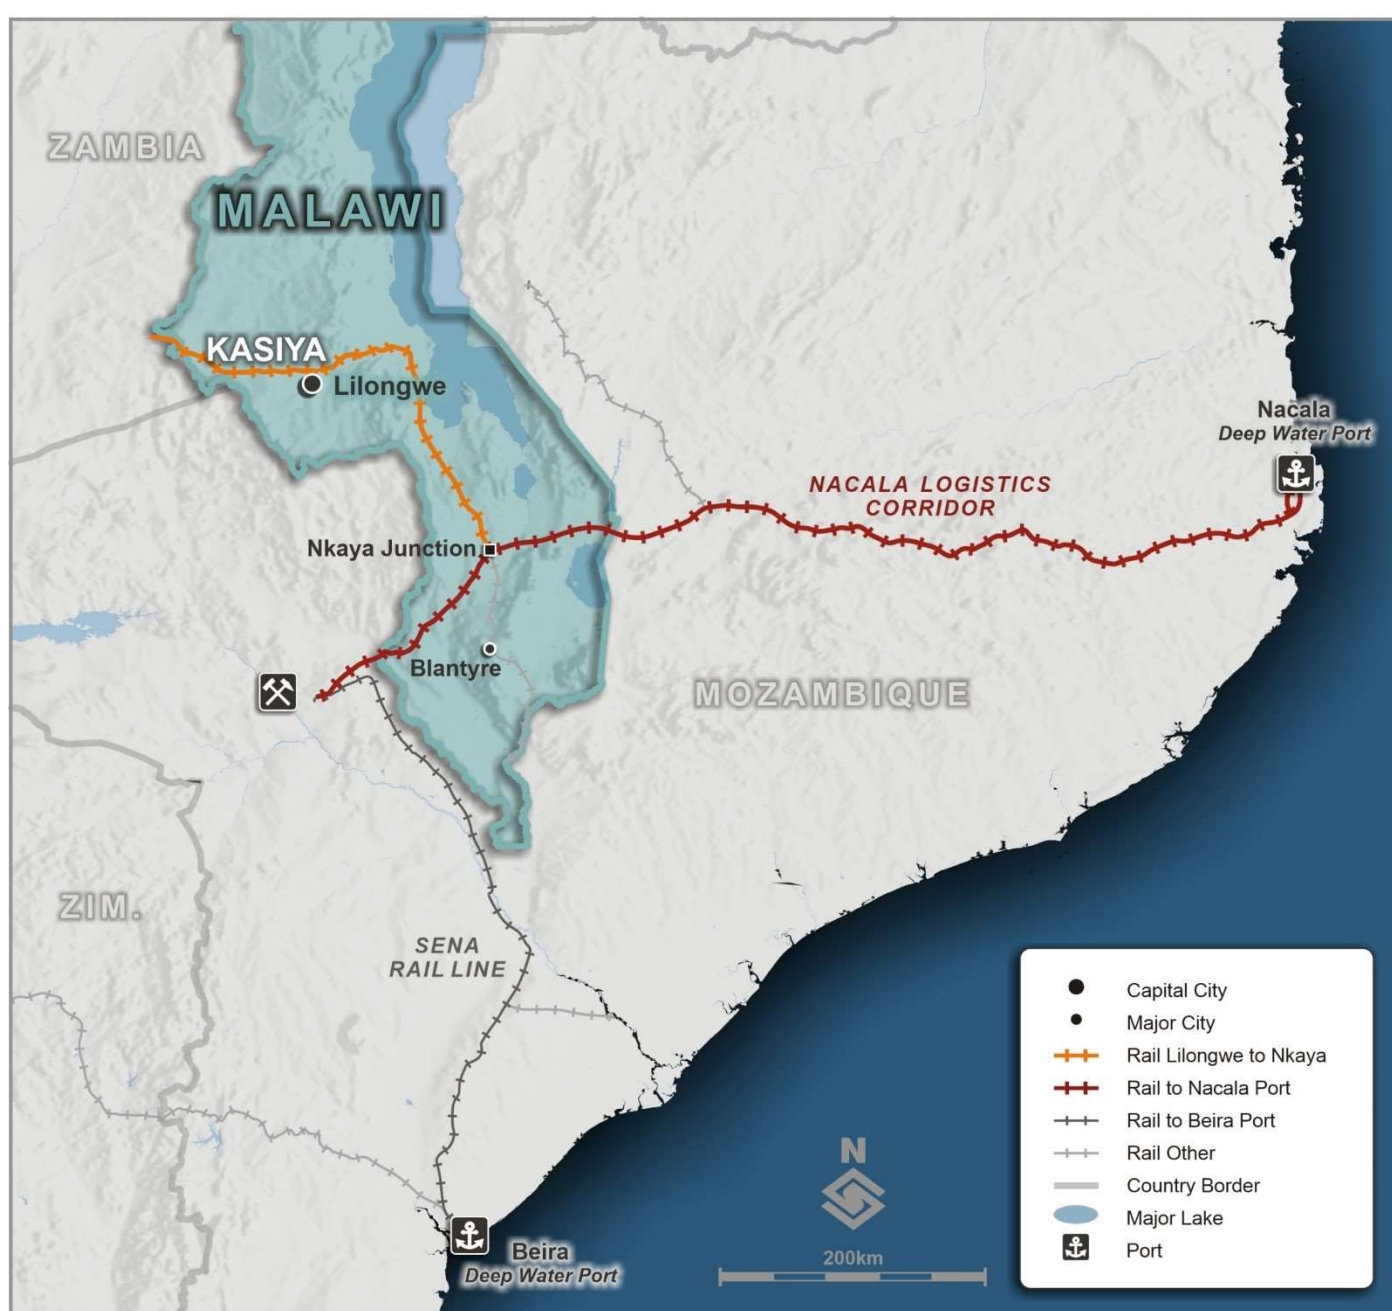 ZAMBIA
MALAWI
KASIYA
Lilongwe
Nacala
Deep Water Port
NACALA LOGISTICS
CORRIDOR
Nkaya Junction
Blantyre
MOZAMBIQUE
ZIM.
SENA
RAIL LINE
Beira
Deep Water Port
N
200km
Capital City
Major City
Rail Lilongwe to Nkaya
Rail to Nacala Port
Rail to Beira Port
Rail Other
Country Border
Major Lake
Port